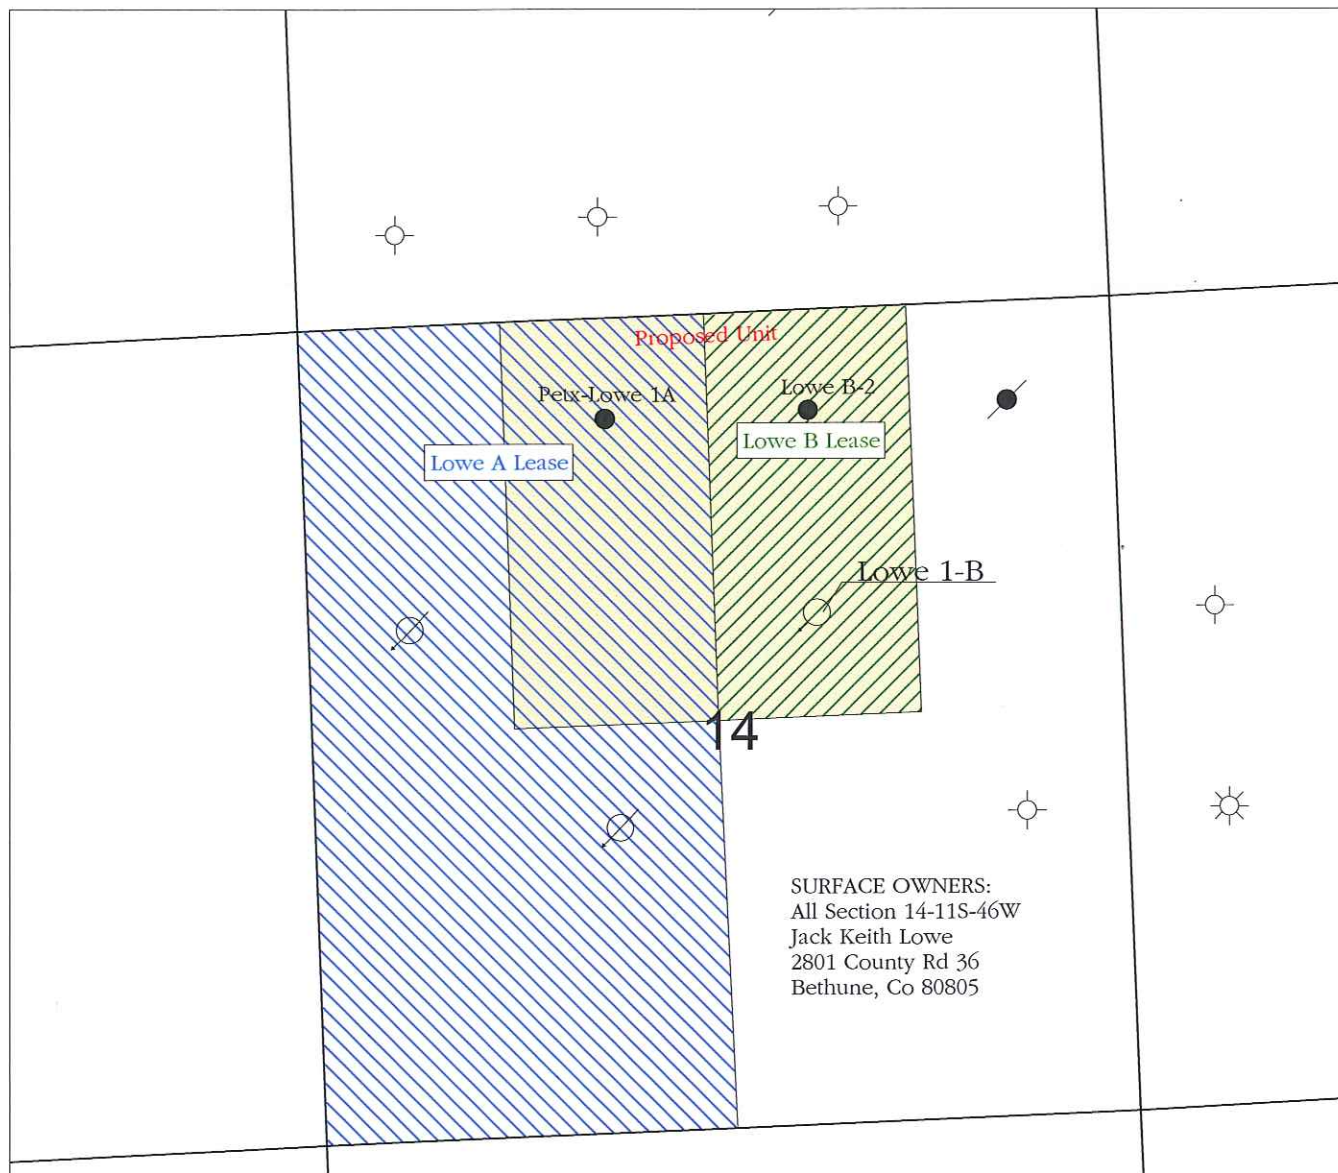 Proposed Unit
Petx-Lowe 1A
Lowe B-2
Lowe B Lease
Lowe A Lease
Lowe 1-B
14
SURFACE OWNERS:
All Section 14-11S-46W
Jack Keith Lowe
2801 County Rd 36
Bethune, Co 80805